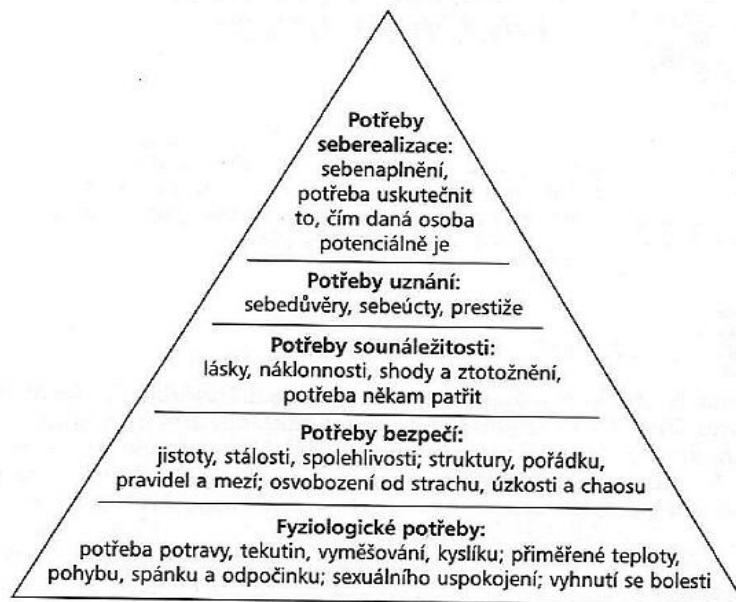 Potřeby
seberealizace:
sebenaplnění,
potřeba uskutečnit
to, čím daná osoba
potenciálně je
Potřeby uznání:
sebedůvěry, sebeúcty, prestiže
Potřeby sounáležitosti:
lásky, náklonnosti, shody a ztotožnění,
potřeba někam patřit
Potřeby bezpečí:
jistoty, stálosti, spolehlivosti; struktury, pořádku,
pravidel a mezí; osvobození od strachu, úzkosti a chaosu
Fyziologické potřeby:
potřeba potravy, tekutin, vyměšování, kyslíku; přiměřené teploty,
pohybu, spánku a odpočinku; sexuálního uspokojení; vyhnutí se bolesti